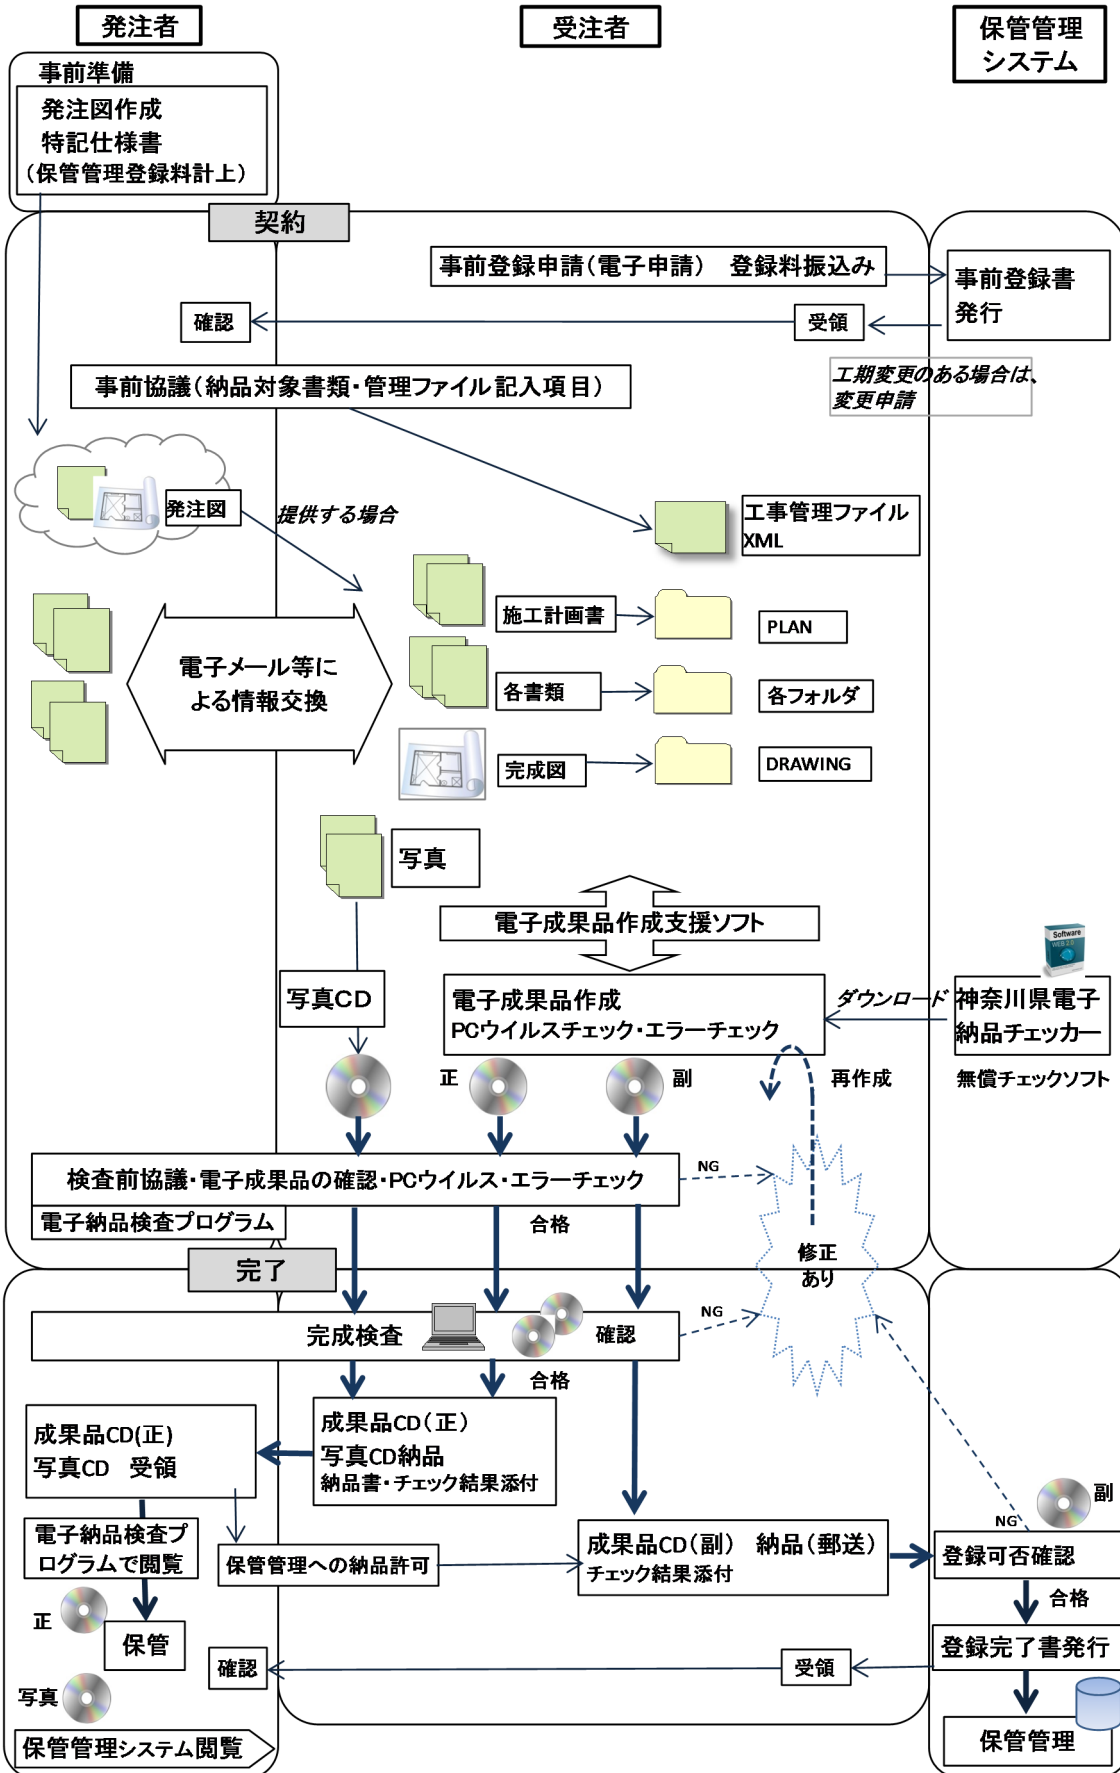 発注者
受注者
保管管理
システム
事前準備
発注図作成
特記仕様書
（保管管理登録料計上）
契約
事前登録申請（電子申請）　登録料振込み
事前登録書
発行
確認
受領
事前協議（納品対象書類・管理ファイル記入項目）
工期変更のある場合は、
変更申請
発注図
提供する場合
工事管理ファイル
XML
施工計画書
PLAN
電子メール等に
よる情報交換
各書類
各フォルダ
完成図
DRAWING
写真
電子成果品作成支援ソフト
Software
WEB 2.0
写真CD
電子成果品作成
PCウイルスチェック・エラーチェック
ダウンロード
神奈川県電子
納品チェッカー
正
副
再作成
無償チェックソフト
検査前協議・電子成果品の確認・PCウイルス・エラーチェック
NG
電子納品検査プログラム
合格
修正
あり
完了
完成検査
確認
NG
合格
成果品CD（正）
写真CD納品
納品書・チェック結果添付
成果品CD(正)
写真CD　受領
副
NG
電子納品検査プ
ログラムで閲覧
保管管理への納品許可
成果品CD（副）　納品（郵送）
チェック結果添付
登録可否確認
合格
正
保管
登録完了書発行
確認
受領
写真
保管管理システム閲覧
保管管理